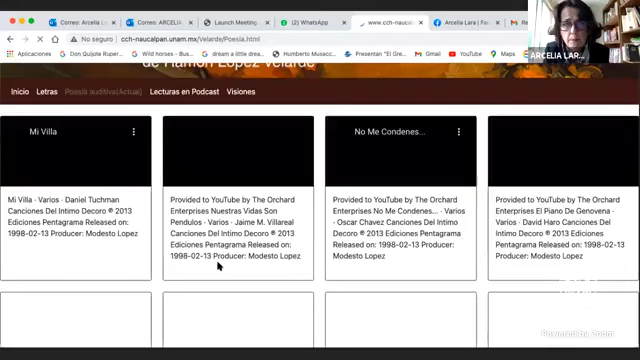 Correo: Arcelia L
Correo: ARCELIA
Launch Meeting
WhatsApp
www.cch-naucalpan.un
Arcelia Lara | Fac
No seguro | cch-naucalpan.unam.mx/Velarde/Poesía.html
Aplicaciones
Don Quijote Ruper...
Wild horses - Bus...
dream a little drea...
Humberto Musacc...
Presentan "El Gre...
Gmail
YouTube
Maps
ARCELIA LAR...
de Ramón López Velarde
Inicio Letras Poesía auditiva(Actual) Lecturas en Podcast Visiones
Mi Villa
No Me Condenes...
Mi Villa · Varios · Daniel Tuchman
Canciones Del Intimo Decoro ® 2013
Ediciones Pentagrama Released on:
1998-02-13 Producer: Modesto Lopez
Provided to YouTube by The Orchard
Enterprises Nuestras Vidas Son
Pendulos · Varios · Jaime M. Villareal
Canciones Del Intimo Decoro ® 2013
Ediciones Pentagrama Released on:
1998-02-13 Producer: Modesto Lopez
Provided to YouTube by The Orchard
Enterprises No Me Condenes... · Varios
· Oscar Chavez Canciones Del Intimo
Decoro ® 2013 Ediciones Pentagrama
Released on: 1998-02-13 Producer:
Modesto Lopez
Provided to YouTube by The Orchard
Enterprises El Piano De Genovena ·
Varios · David Haro Canciones Del
Intimo Decoro ® 2013 Ediciones
Pentagrama Released on: 1998-02-13
Producer: Modesto Lopez
Powered by Zoom